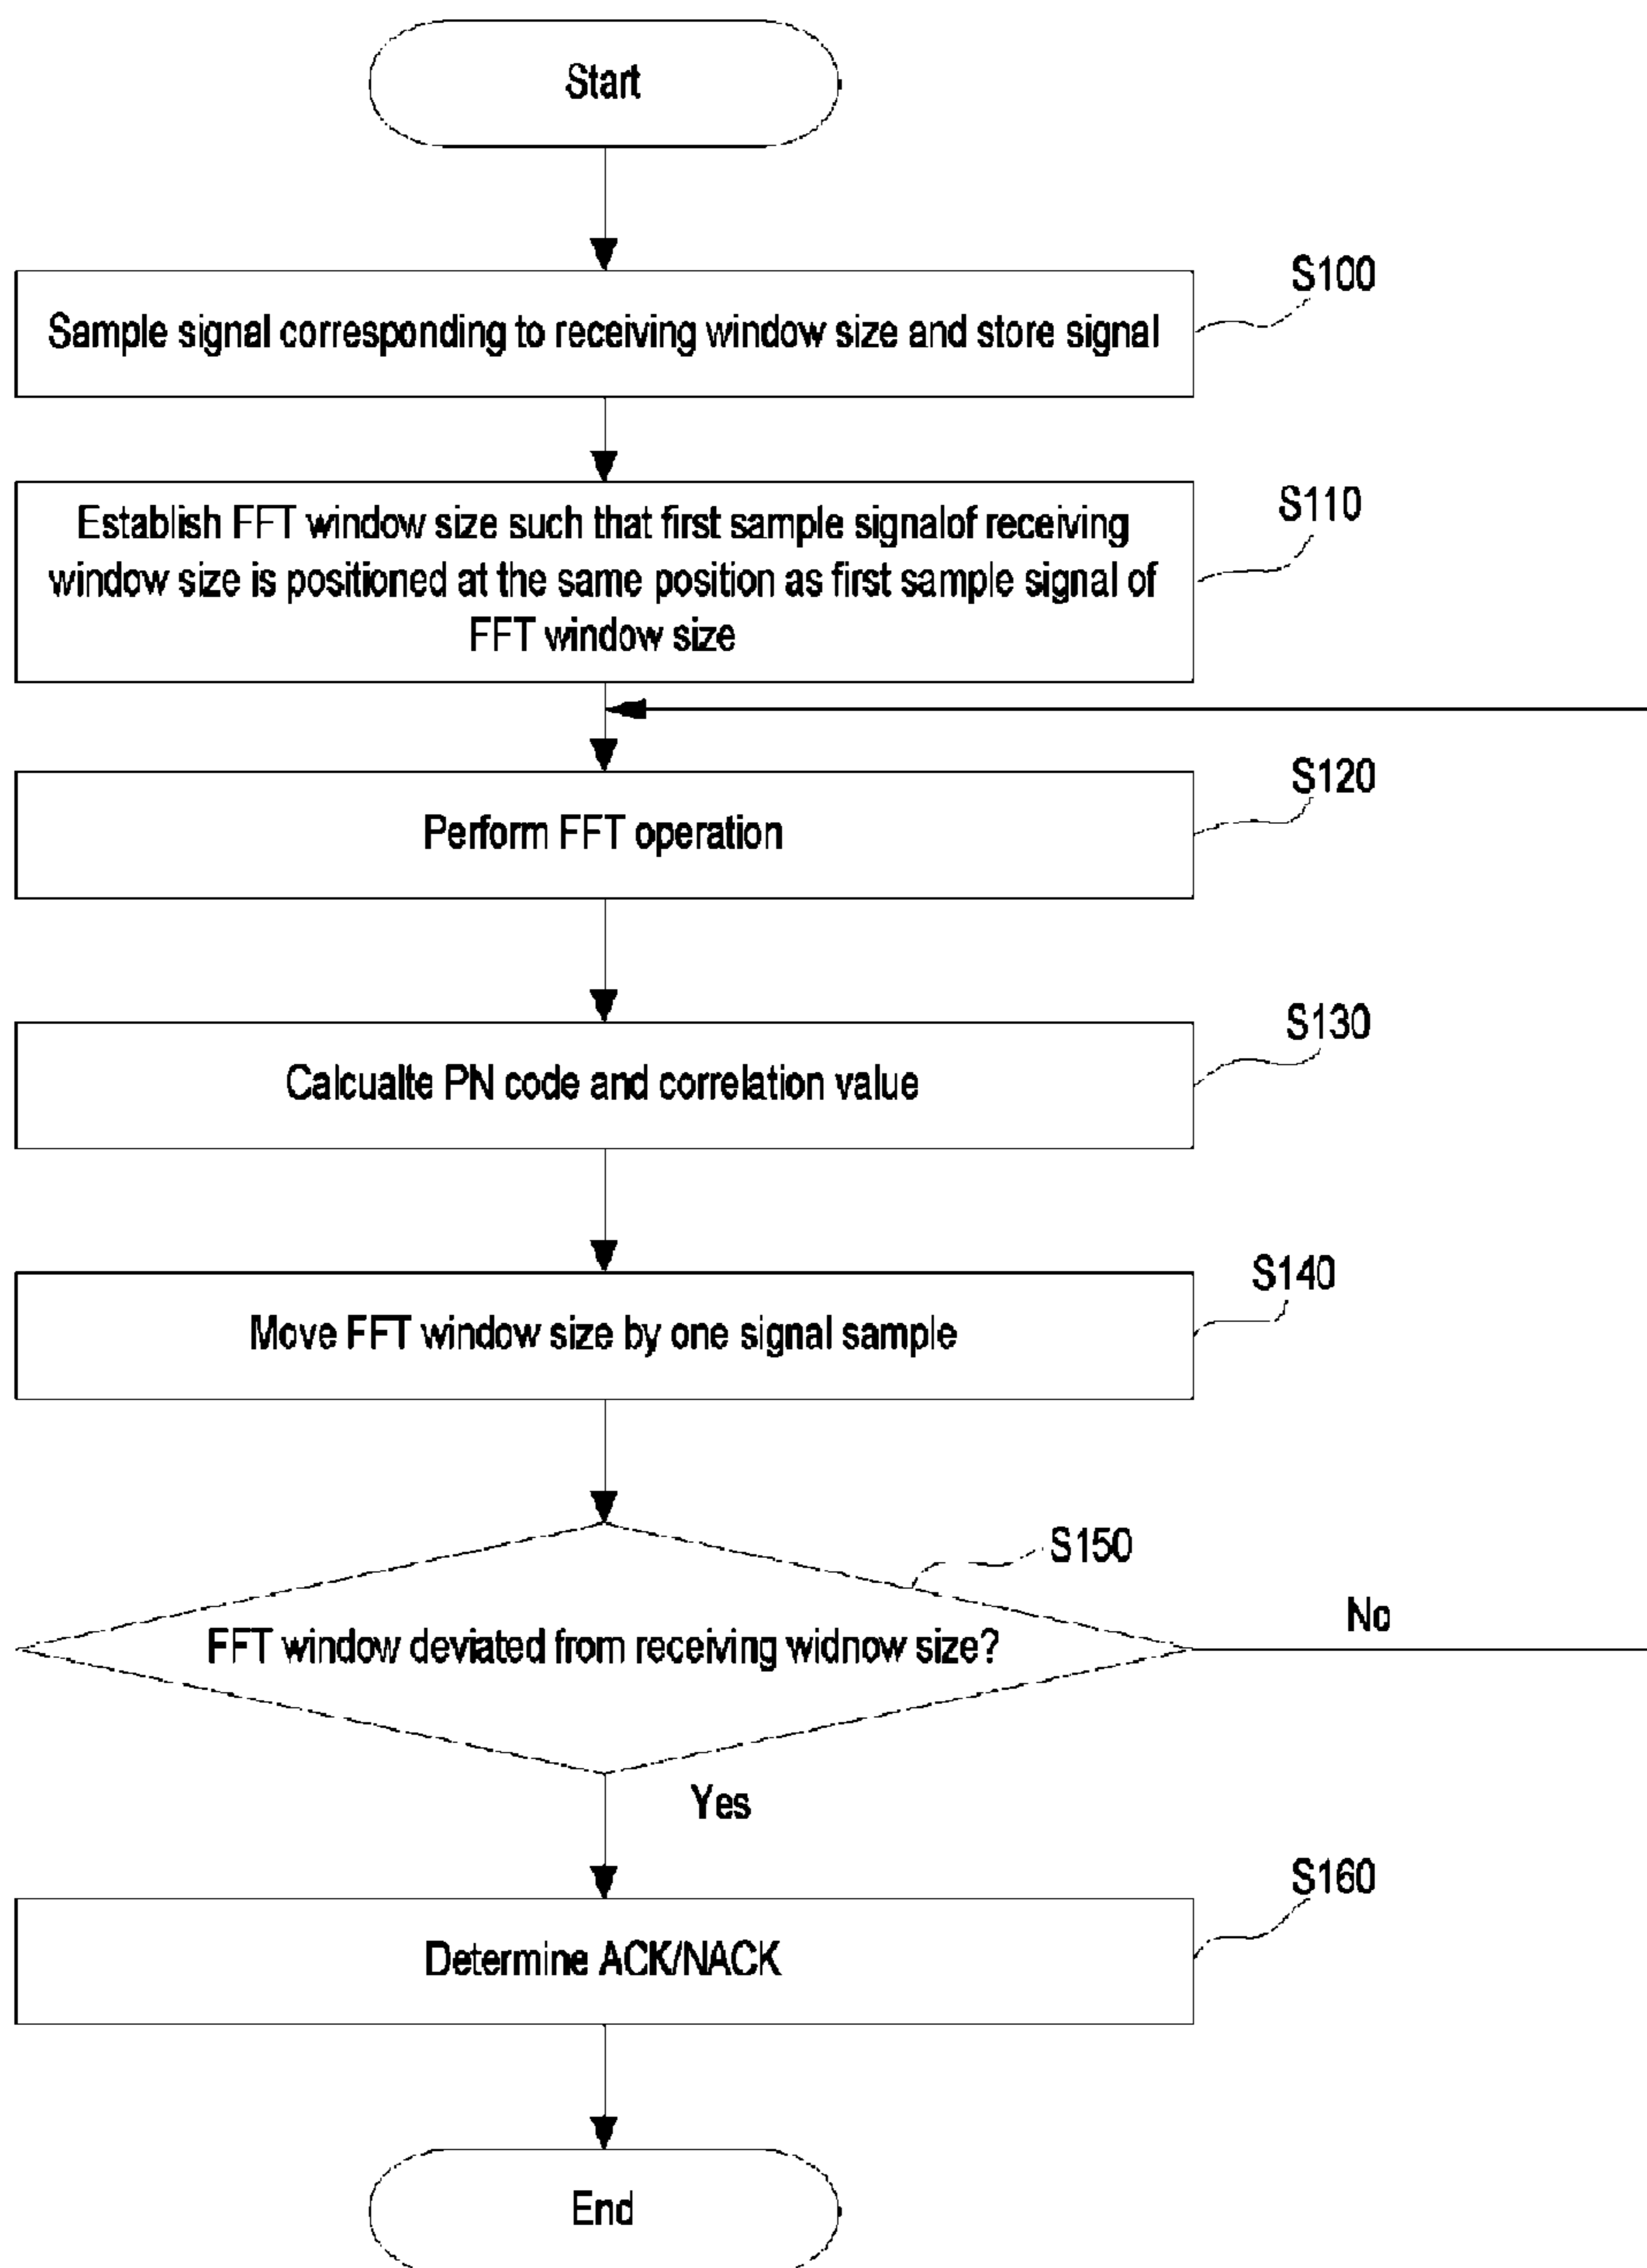 Start
S100
Sample signal corresponding to receiving window size and store signal
S110
Establish FFT window size such that first sample signalof receiving
window size is positioned at the same position as first sample signal of
FFT window size
S120
Perform FFT operation
S130
Calcualte PN code and correlation value
S140
Move FFT window size by one signal sample
S150
FFT window deviated from receiving widnow size?
No
Yes
S160
Determine ACK/NACK
End